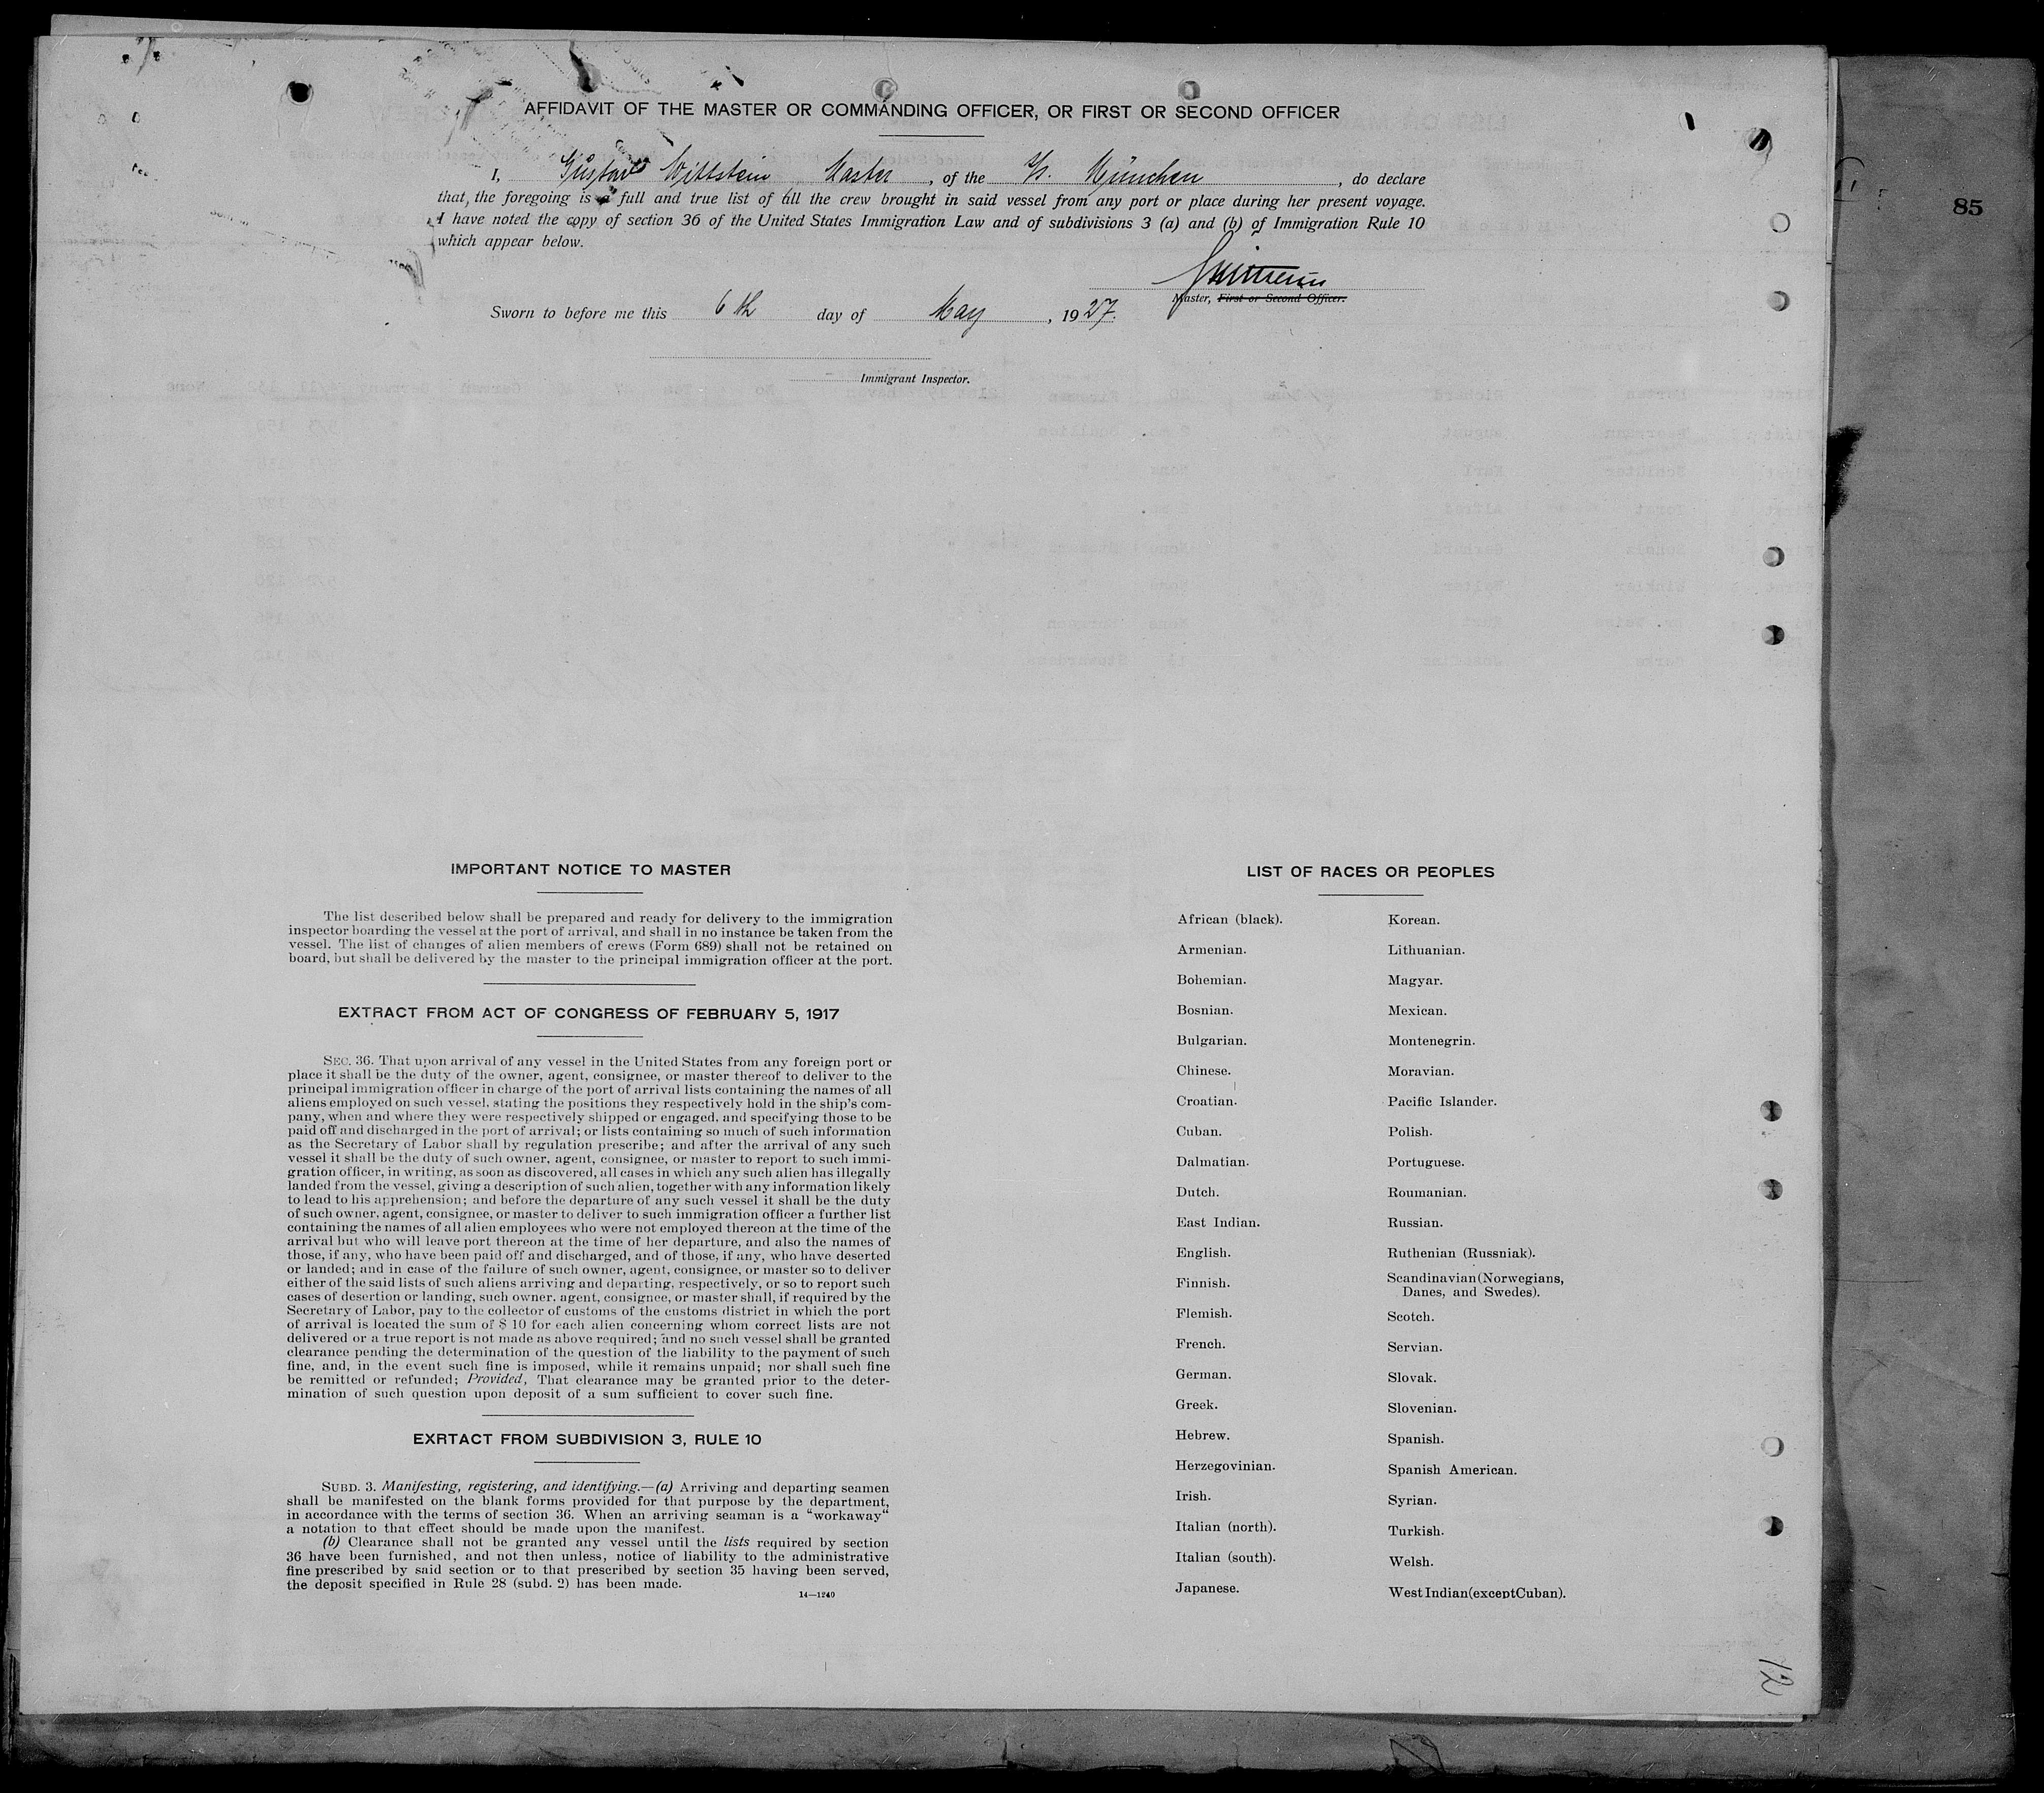 AFFIDAVIT OF THE MASTER OR COMMANDING OFFICER, OR FIRST OR SECOND OFFICER
I, Gustav Wittstein Master, of the S/s. München, do declare
that, the foregoing is a full and true list of all the crew brought in said vessel from any port or place during her present voyage.
I have noted the copy of section 36 of the United States Immigration Law and of subdivisions 3 (a) and (b) of Immigration Rule 10
which appear below.
85
Master, First or Second Officer.
Sworn to before me this 6th day of May, 1927.
Immigrant Inspector.
IMPORTANT NOTICE TO MASTER
The list described below shall be prepared and ready for delivery to the immigration
inspector boarding the vessel at the port of arrival, and shall in no instance be taken from the
vessel. The list of changes of alien members of crews (Form 689) shall not be retained on
board, but shall be delivered by the master to the principal immigration officer at the port.
EXTRACT FROM ACT OF CONGRESS OF FEBRUARY 5, 1917
SEC. 36. That upon arrival of any vessel in the United States from any foreign port or
place it shall be the duty of the owner, agent, consignee, or master thereof to deliver to the
principal immigration officer in charge of the port of arrival lists containing the names of all
aliens employed on such vessel, stating the positions they respectively hold in the ship's com-
pany, when and where they were respectively shipped or engaged, and specifying those to be
paid off and discharged in the port of arrival; or lists containing so much of such information
as the Secretary of Labor shall by regulation prescribe; and after the arrival of any such
vessel it shall be the duty of such owner, agent, consignee, or master to report to such immi-
gration officer, in writing, as soon as discovered, all cases in which any such alien has illegally
landed from the vessel, giving a description of such alien, together with any information likely
to lead to his apprehension; and before the departure of any such vessel it shall be the duty
of such owner, agent, consignee, or master to deliver to such immigration officer a further list
containing the names of all alien employees who were not employed thereon at the time of the
arrival but who will leave port thereon at the time of her departure, and also the names of
those, if any, who have been paid off and discharged, and of those, if any, who have deserted
or landed; and in case of the failure of such owner, agent, consignee, or master so to deliver
either of the said lists of such aliens arriving and departing, respectively, or so to report such
cases of desertion or landing, such owner, agent, consignee, or master shall, if required by the
Secretary of Labor, pay to the collector of customs of the customs district in which the port
of arrival is located the sum of $ 10 for each alien concerning whom correct lists are not
delivered or a true report is not made as above required; and no such vessel shall be granted
clearance pending the determination of the question of the liability to the payment of such
fine, and, in the event such fine is imposed, while it remains unpaid; nor shall such fine
be remitted or refunded; Provided, That clearance may be granted prior to the deter-
mination of such question upon deposit of a sum sufficient to cover such fine.
EXRTACT FROM SUBDIVISION 3, RULE 10
SUBD. 3. Manifesting, registering, and identifying.—(a) Arriving and departing seamen
shall be manifested on the blank forms provided for that purpose by the department,
in accordance with the terms of section 36. When an arriving seaman is a “workaway“
a notation to that effect should be made upon the manifest.
(b) Clearance shall not be granted any vessel until the lists required by section
36 have been furnished, and not then unless, notice of liability to the administrative
fine prescribed by said section or to that prescribed by section 35 having been served,
the deposit specified in Rule 28 (subd. 2) has been made.
14—1240
LIST OF RACES OR PEOPLES
African (black).
Armenian.
Bohemian.
Bosnian.
Bulgarian.
Chinese.
Croatian.
Cuban.
Dalmatian.
Dutch.
East Indian.
English.
Finnish.
Flemish.
French.
German.
Greek.
Hebrew.
Herzegovinian.
Irish.
Italian (north).
Italian (south).
Japanese.
Korean.
Lithuanian.
Magyar.
Mexican.
Montenegrin.
Moravian.
Pacific Islander.
Polish.
Portuguese.
Roumanian.
Russian.
Ruthenian (Russniak).
Scandinavian (Norwegians,
Danes, and Swedes).
Scotch.
Servian.
Slovak.
Slovenian.
Spanish.
Spanish American.
Syrian.
Turkish.
Welsh.
West Indian (except Cuban).
12